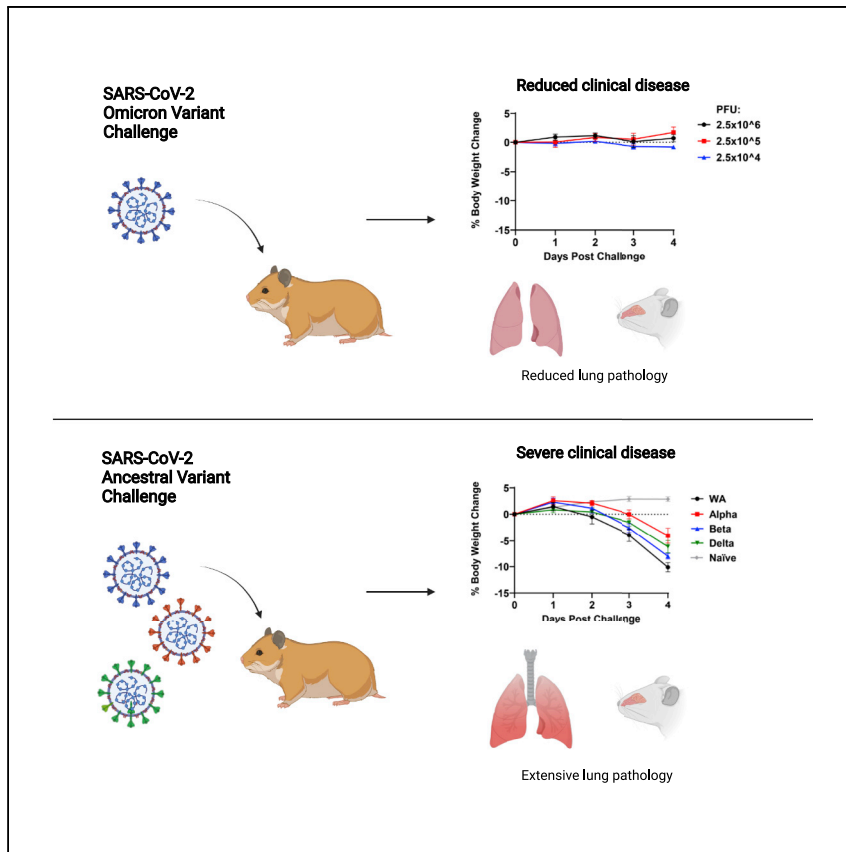 SARS-CoV-2
Omicron Variant
Challenge
Reduced clinical disease
% Body Weight Change
5
0
-5
-10
-15
0 1 2 3 4
Days Post Challenge
PFU:
2.5x10^6
2.5x10^5
2.5x10^4
Reduced lung pathology
SARS-CoV-2
Ancestral Variant
Challenge
Severe clinical disease
% Body Weight Change
5
0
-5
-10
-15
0 1 2 3 4
Days Post Challenge
WA
Alpha
Beta
Delta
Naïve
Extensive lung pathology